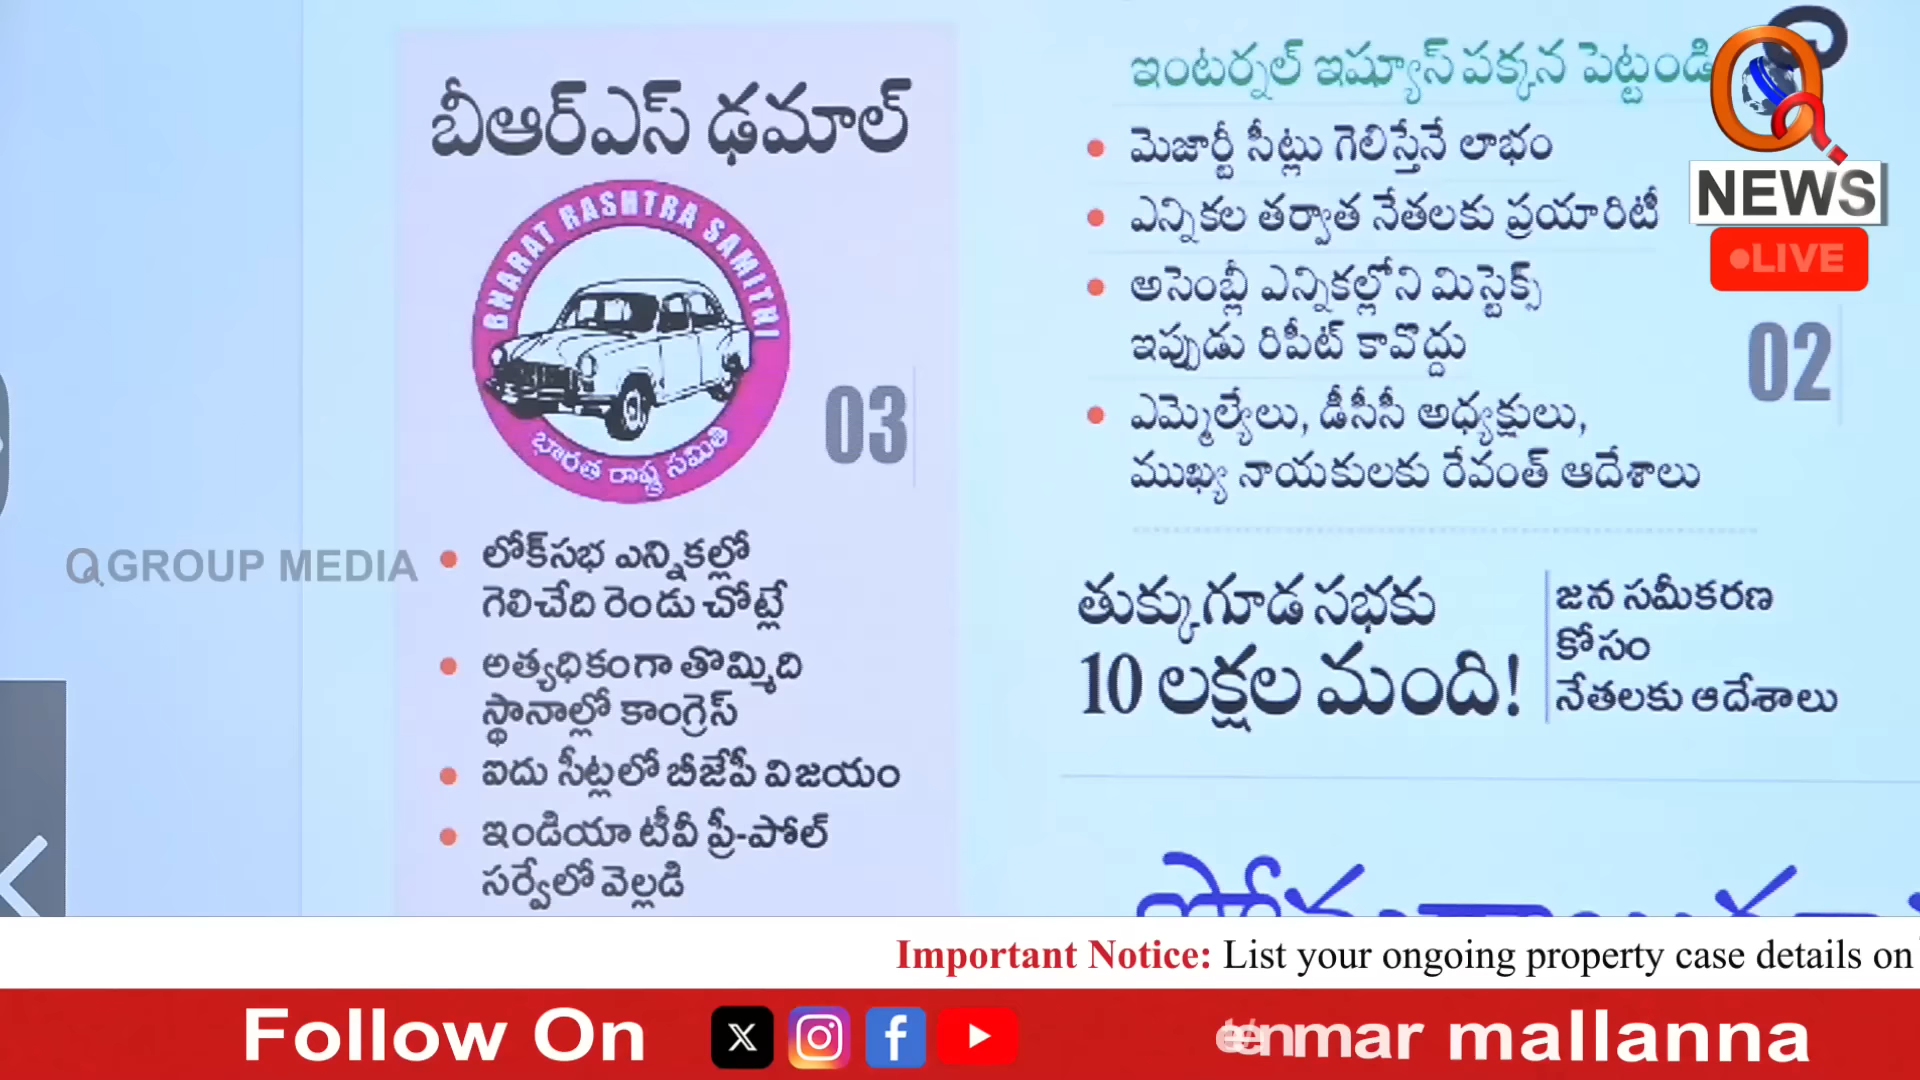 బీఆర్ఎస్ ఢమాల్
BHARAT RASHTRA SAMITHI
భారత రాష్ట్ర సమితి
03
లోక్‌సభ ఎన్నికల్లో
గెలిచేది రెండు చోట్లే
అత్యధికంగా తొమ్మిది
స్థానాల్లో కాంగ్రెస్
ఐదు సీట్లలో బీజేపీ విజయం
ఇండియా టీవీ ప్రీ-పోల్
సర్వేలో వెల్లడి
ఇంటర్నల్ ఇష్యూస్ పక్కన పెట్టండి
మెజార్టీ సీట్లు గెలిస్తేనే లాభం
ఎన్నికల తర్వాత నేతలకు ప్రయారిటీ
అసెంబ్లీ ఎన్నికల్లోని మిస్టెక్స్
ఇప్పుడు రిపీట్ కావొద్దు
ఎమ్మెల్యేలు, డీసీసీ అధ్యక్షులు,
ముఖ్య నాయకులకు రేవంత్ ఆదేశాలు
02
తుక్కుగూడ సభకు
10 లక్షల మంది!
జన సమీకరణ
కోసం
నేతలకు ఆదేశాలు
Q NEWS
LIVE
Q GROUP MEDIA
Important Notice: List your ongoing property case details on
Follow On
mallanna